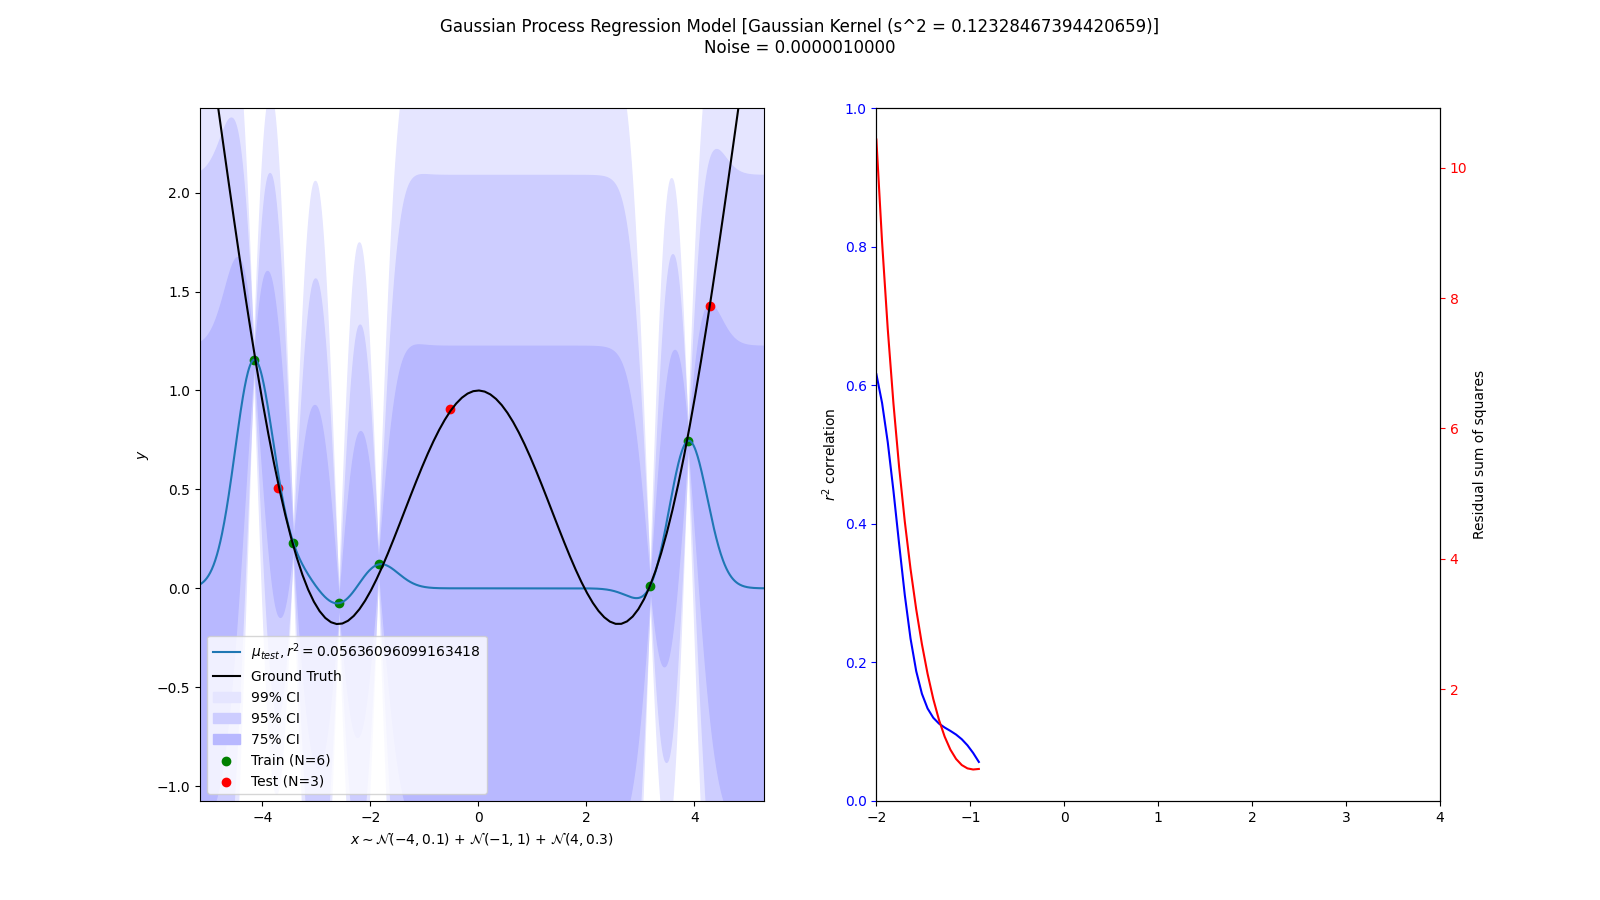 Gaussian Process Regression Model [Gaussian Kernel (s^2 = 0.12328467394420659)]
Noise = 0.0000010000
2.0
1.5
1.0
0.5
0.0
−0.5
−1.0
y
−4
−2
0
2
4
x ∼ 𝒩(−4, 0.1) + 𝒩(−1, 1) + 𝒩(4, 0.3)
μ_test, r² = 0.05636096099163418
Ground Truth
99% CI
95% CI
75% CI
Train (N=6)
Test (N=3)
1.0
0.8
0.6
0.4
0.2
0.0
r² correlation
−2
−1
0
1
2
3
4
10
8
6
4
2
Residual sum of squares